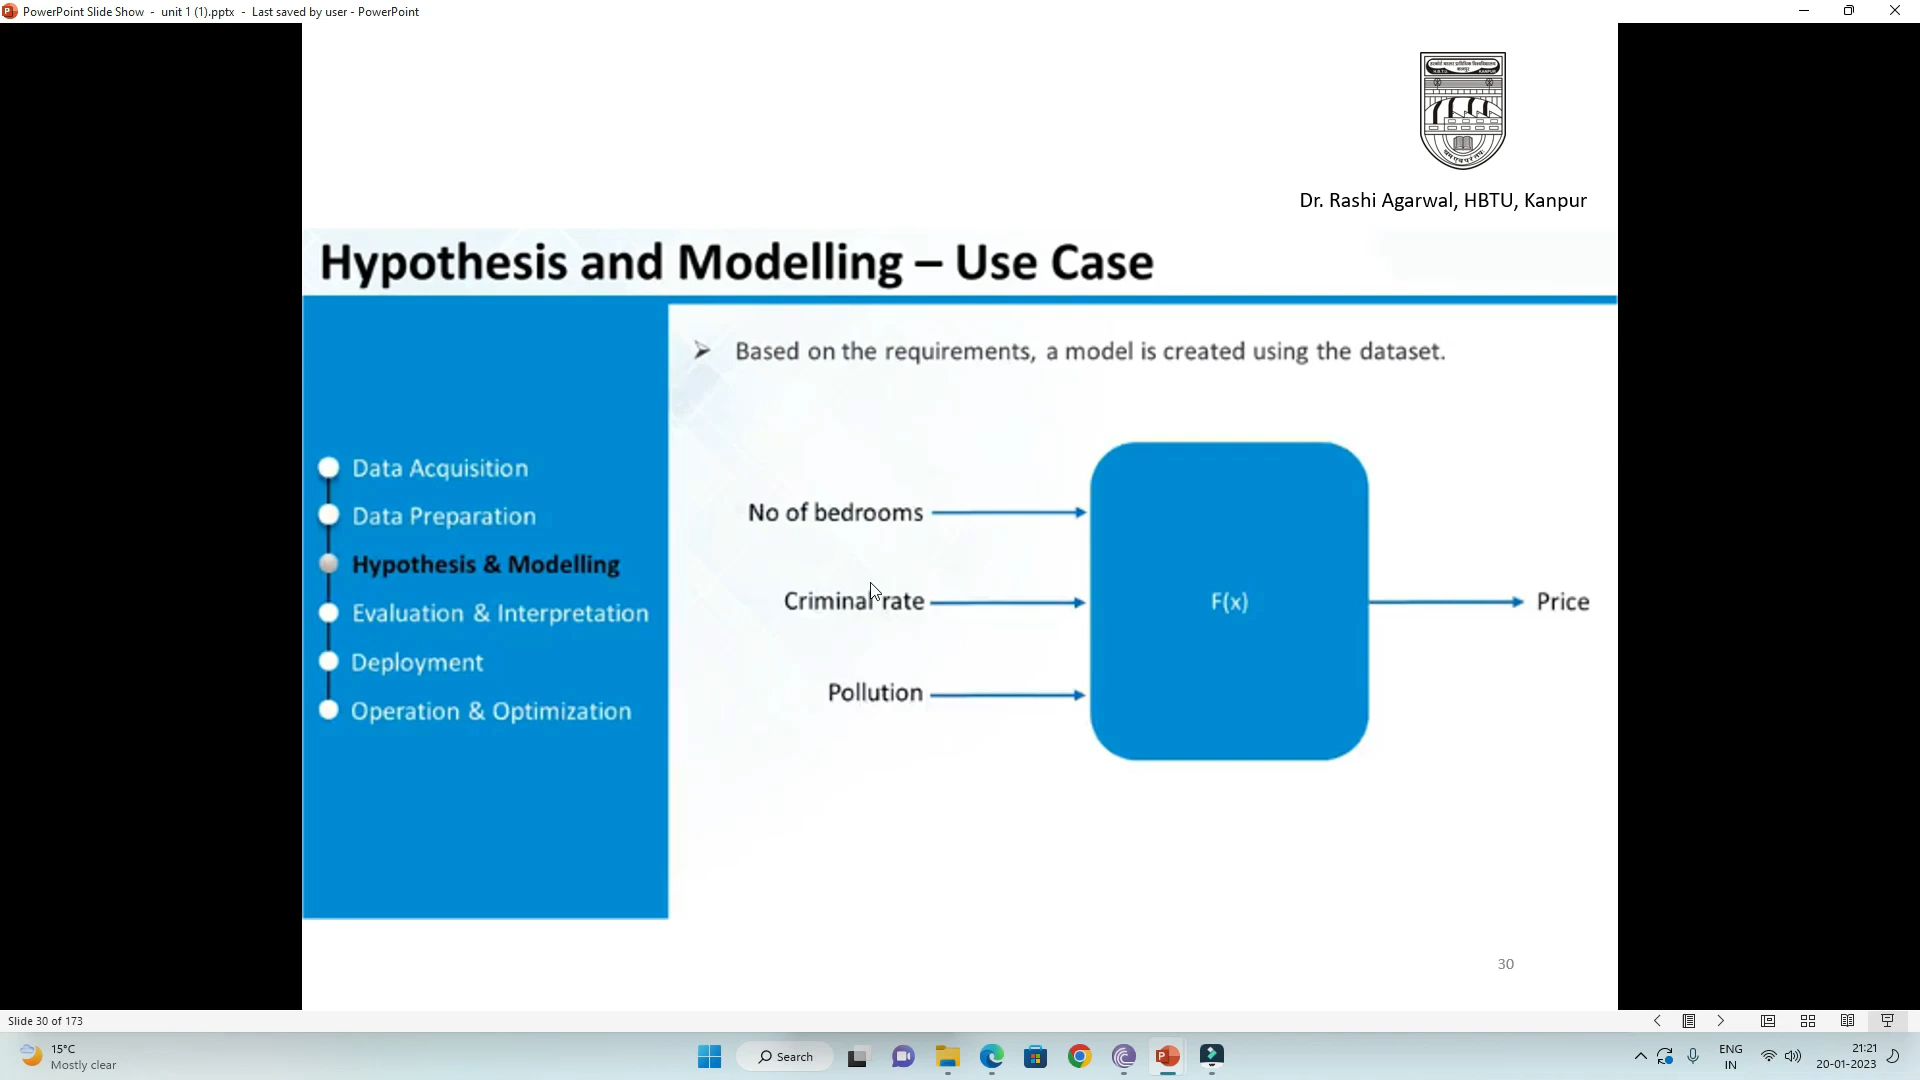 PowerPoint Slide Show - unit 1 (1).pptx - Last saved by user - PowerPoint
Dr. Rashi Agarwal, HBTU, Kanpur
Hypothesis and Modelling – Use Case
Based on the requirements, a model is created using the dataset.
Data Acquisition
Data Preparation
Hypothesis & Modelling
Evaluation & Interpretation
Deployment
Operation & Optimization
No of bedrooms
Criminal rate
Pollution
F(x)
Price
30
Slide 30 of 173
15°C
Mostly clear
Search
ENG
IN
21:21
20-01-2023